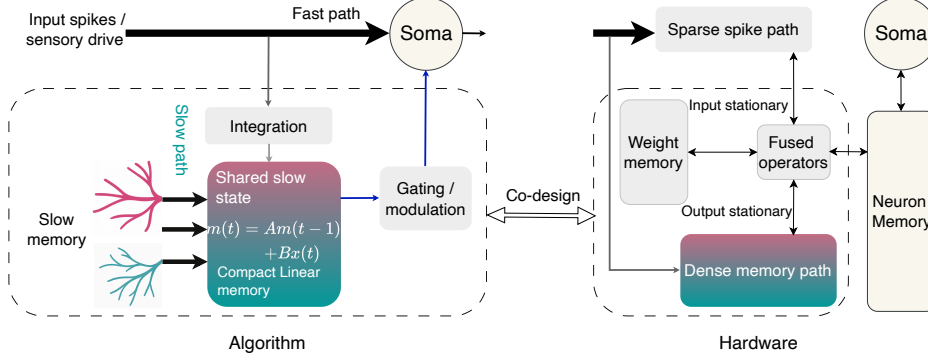 Input spikes /
sensory drive
Fast path
Soma
Slow path
Integration
Shared slow
state
m(t) = Am(t − 1)
+Bx(t)
Compact Linear
memory
Slow
memory
Gating /
modulation
Algorithm
Co-design
Sparse spike path
Soma
Input stationary
Weight
memory
Fused
operators
Output stationary
Dense memory path
Neuron
Memory
Hardware